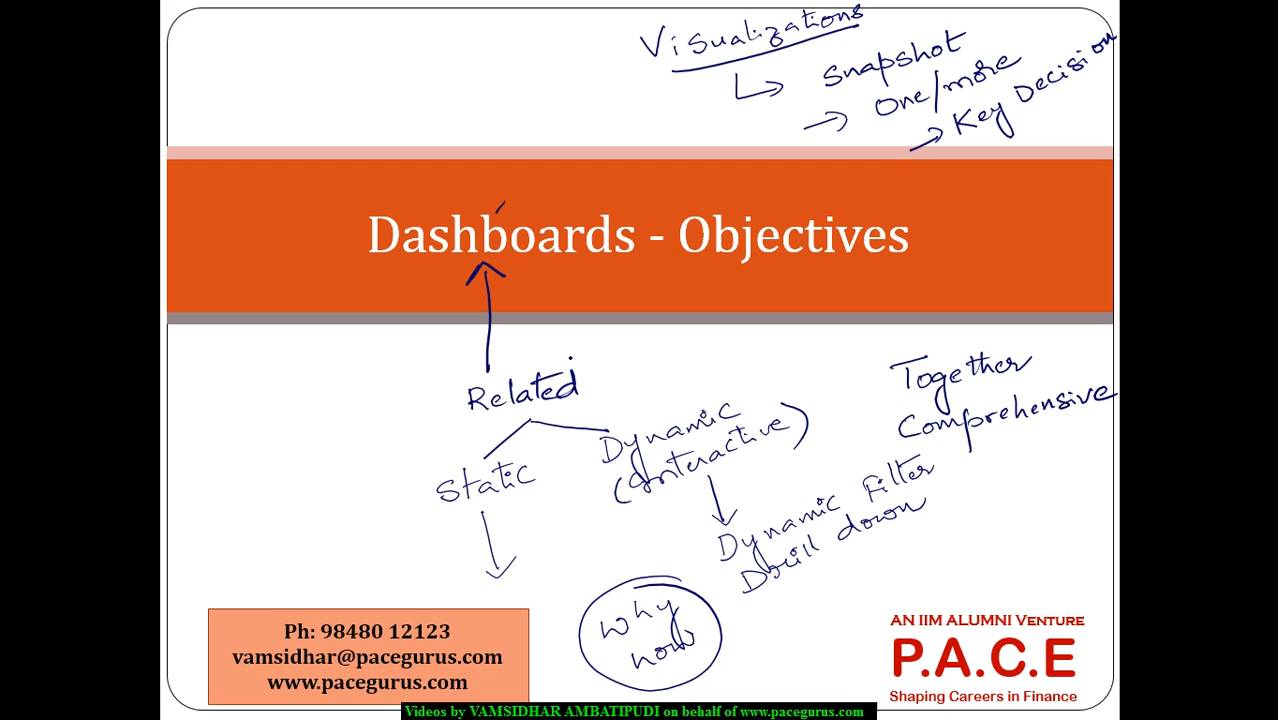 Visualizations
Snapshot
One/more
Key Decision
Dashboards - Objectives
Related
Together
Comprehensive
Static
Dynamic
(Interactive)
Dynamic Filter
Drill down
Why
now
Ph: 98480 12123
vamsidhar@pacegurus.com
www.pacegurus.com
AN IIM ALUMNI VENTURE
P.A.C.E
Shaping Careers in Finance
Videos by VAMSIDHAR AMBATIPUDI on behalf of www.pacegurus.com